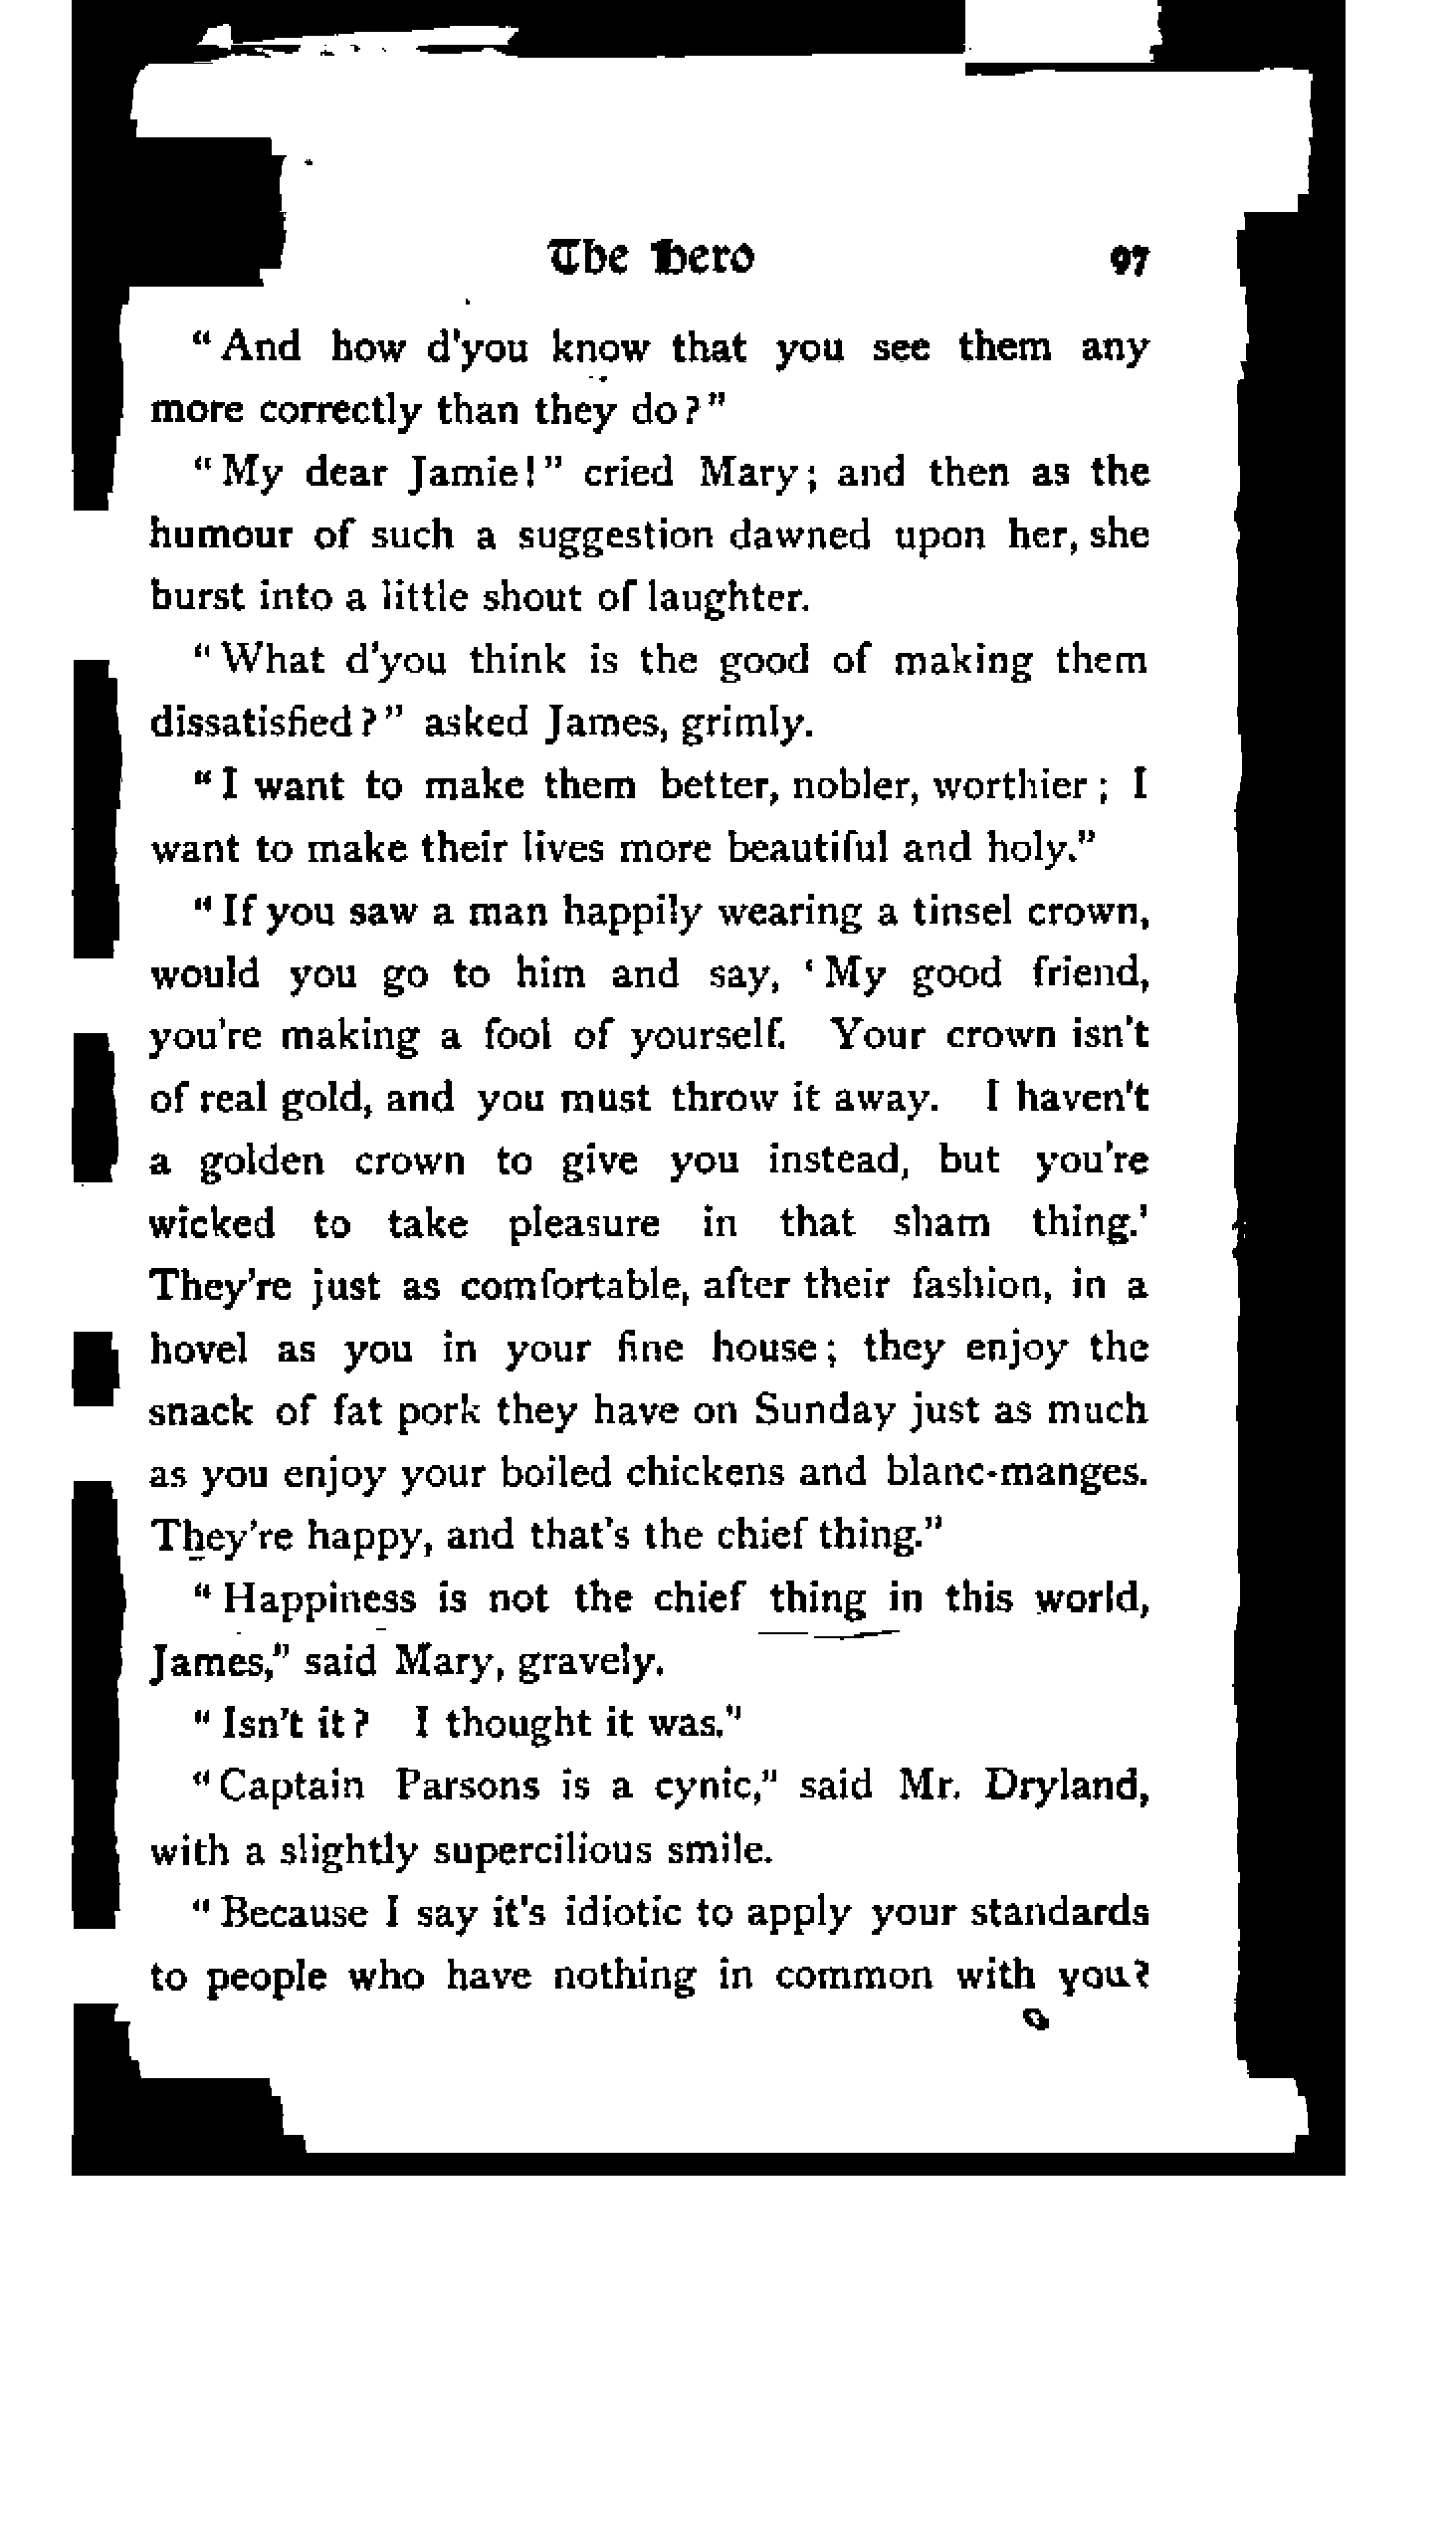 The Hero 97
"And how d'you know that you see them any
more correctly than they do?"
"My dear Jamie!" cried Mary; and then as the
humour of such a suggestion dawned upon her, she
burst into a little shout of laughter.
"What d'you think is the good of making them
dissatisfied?" asked James, grimly.
"I want to make them better, nobler, worthier; I
want to make their lives more beautiful and holy."
"If you saw a man happily wearing a tinsel crown,
would you go to him and say, 'My good friend,
you're making a fool of yourself. Your crown isn't
of real gold, and you must throw it away. I haven't
a golden crown to give you instead, but you're
wicked to take pleasure in that sham thing.'
They're just as comfortable, after their fashion, in a
hovel as you in your fine house; they enjoy the
snack of fat pork they have on Sunday just as much
as you enjoy your boiled chickens and blanc-manges.
They're happy, and that's the chief thing."
"Happiness is not the chief thing in this world,
James," said Mary, gravely.
"Isn't it? I thought it was."
"Captain Parsons is a cynic," said Mr. Dryland,
with a slightly supercilious smile.
"Because I say it's idiotic to apply your standards
to people who have nothing in common with you?